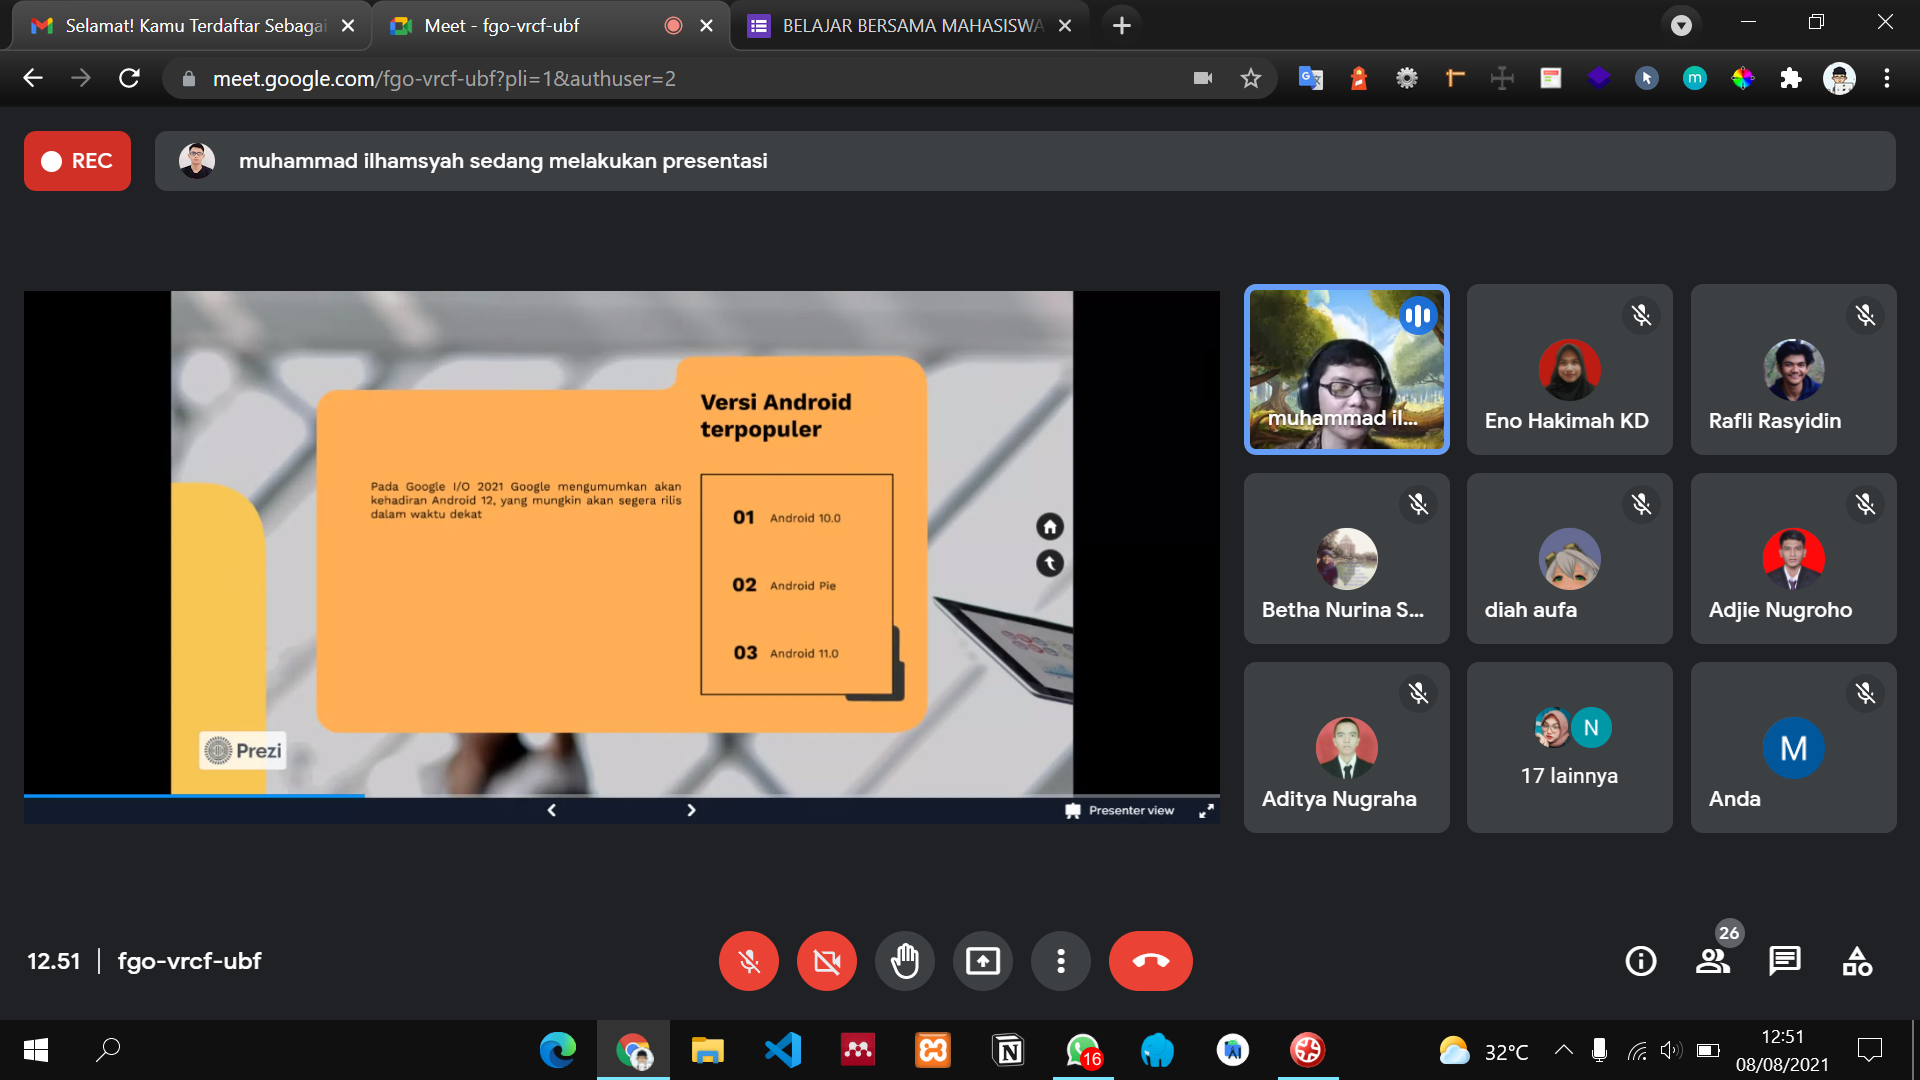 Selamat! Kamu Terdaftar Sebagai
Meet - fgo-vrcf-ubf
BELAJAR BERSAMA MAHASISWA
meet.google.com/fgo-vrcf-ubf?pli=1&authuser=2
REC
muhammad ilhamsyah sedang melakukan presentasi
Versi Android
terpopuler
Pada Google I/O 2021 Google mengumumkan akan
kehadiran Android 12, yang mungkin akan segera rilis
dalam waktu dekat
01 Android 10.0
02 Android Pie
03 Android 11.0
Prezi
Presenter view
muhammad il...
Eno Hakimah KD
Rafli Rasyidin
Betha Nurina S...
diah aufa
Adjie Nugroho
Aditya Nugraha
N
17 lainnya
M
Anda
12.51 | fgo-vrcf-ubf
26
16
32°C
12:51
08/08/2021